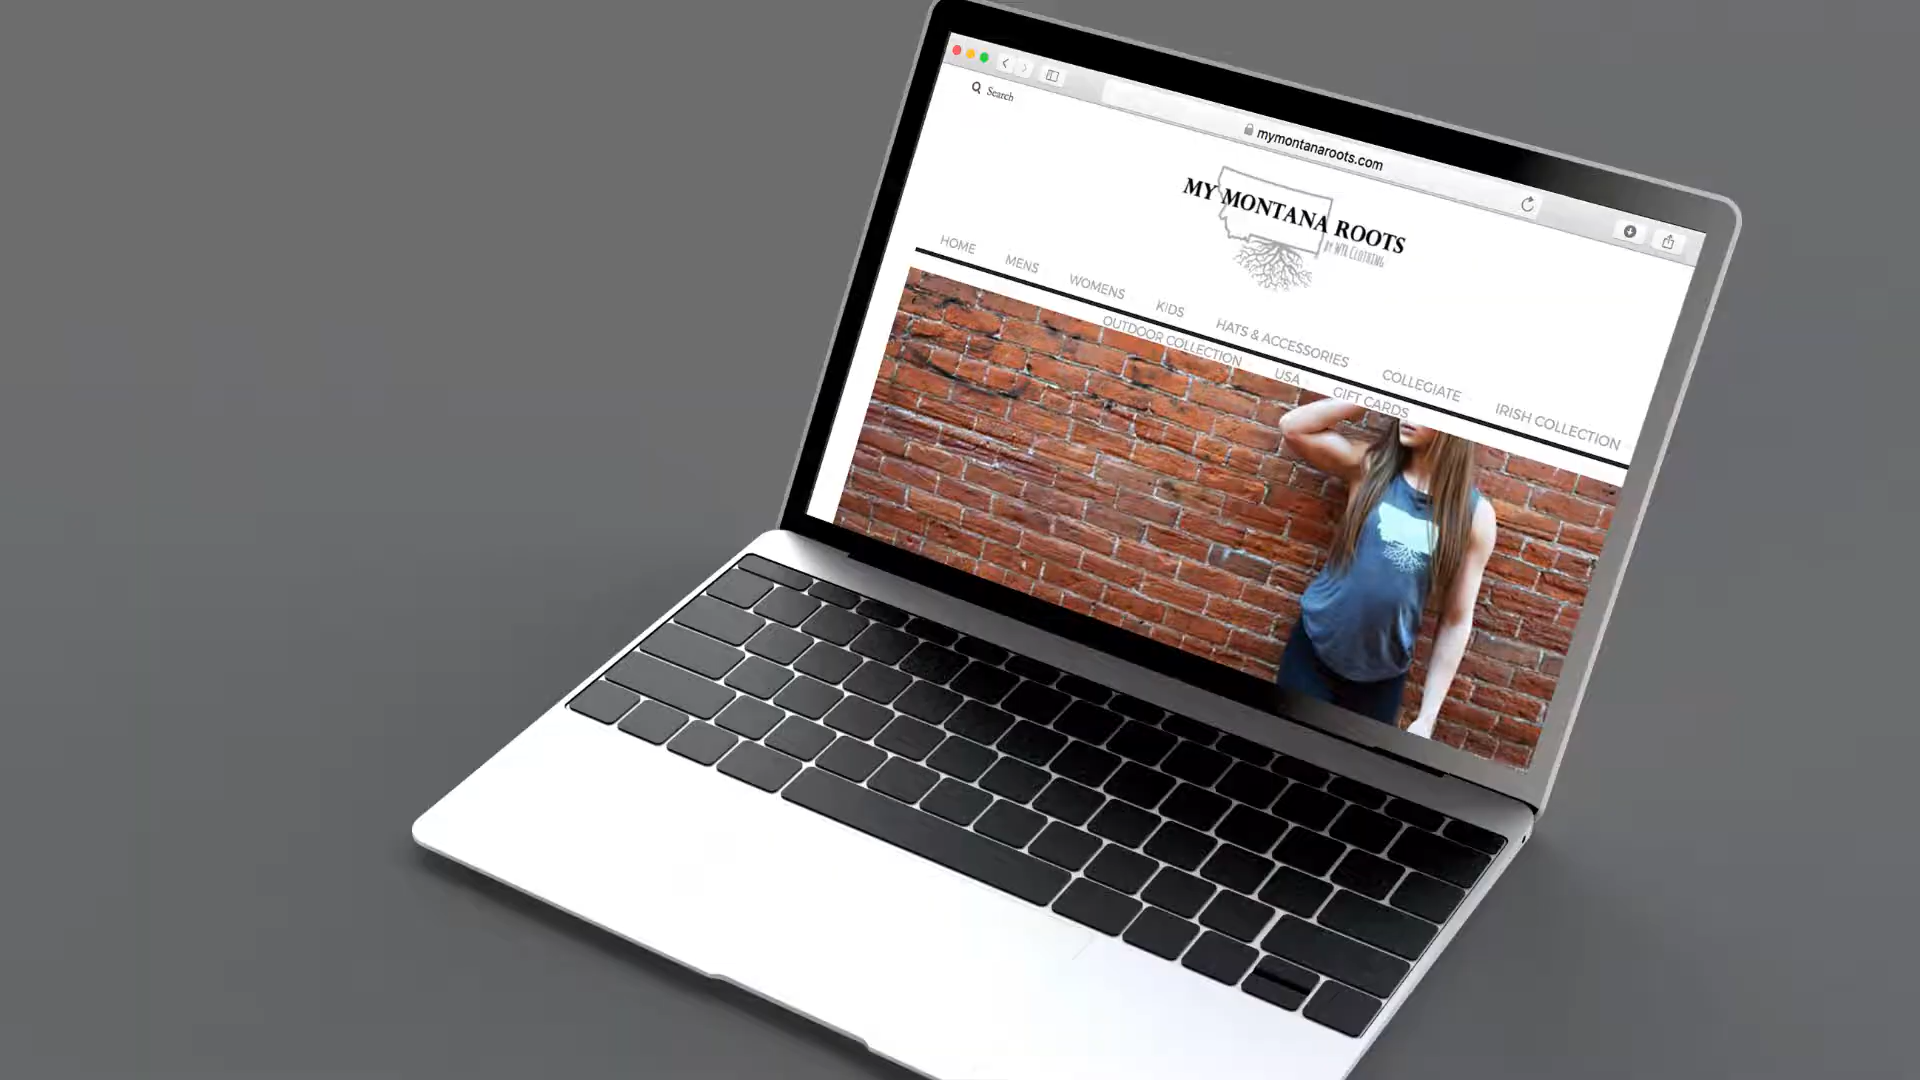 Search
mymontanaroots.com
MY MONTANA ROOTS
BY MTR CLOTHING
HOME MENS WOMENS KIDS HATS & ACCESSORIES COLLEGIATE IRISH COLLECTION
OUTDOOR COLLECTION USA GIFT CARDS